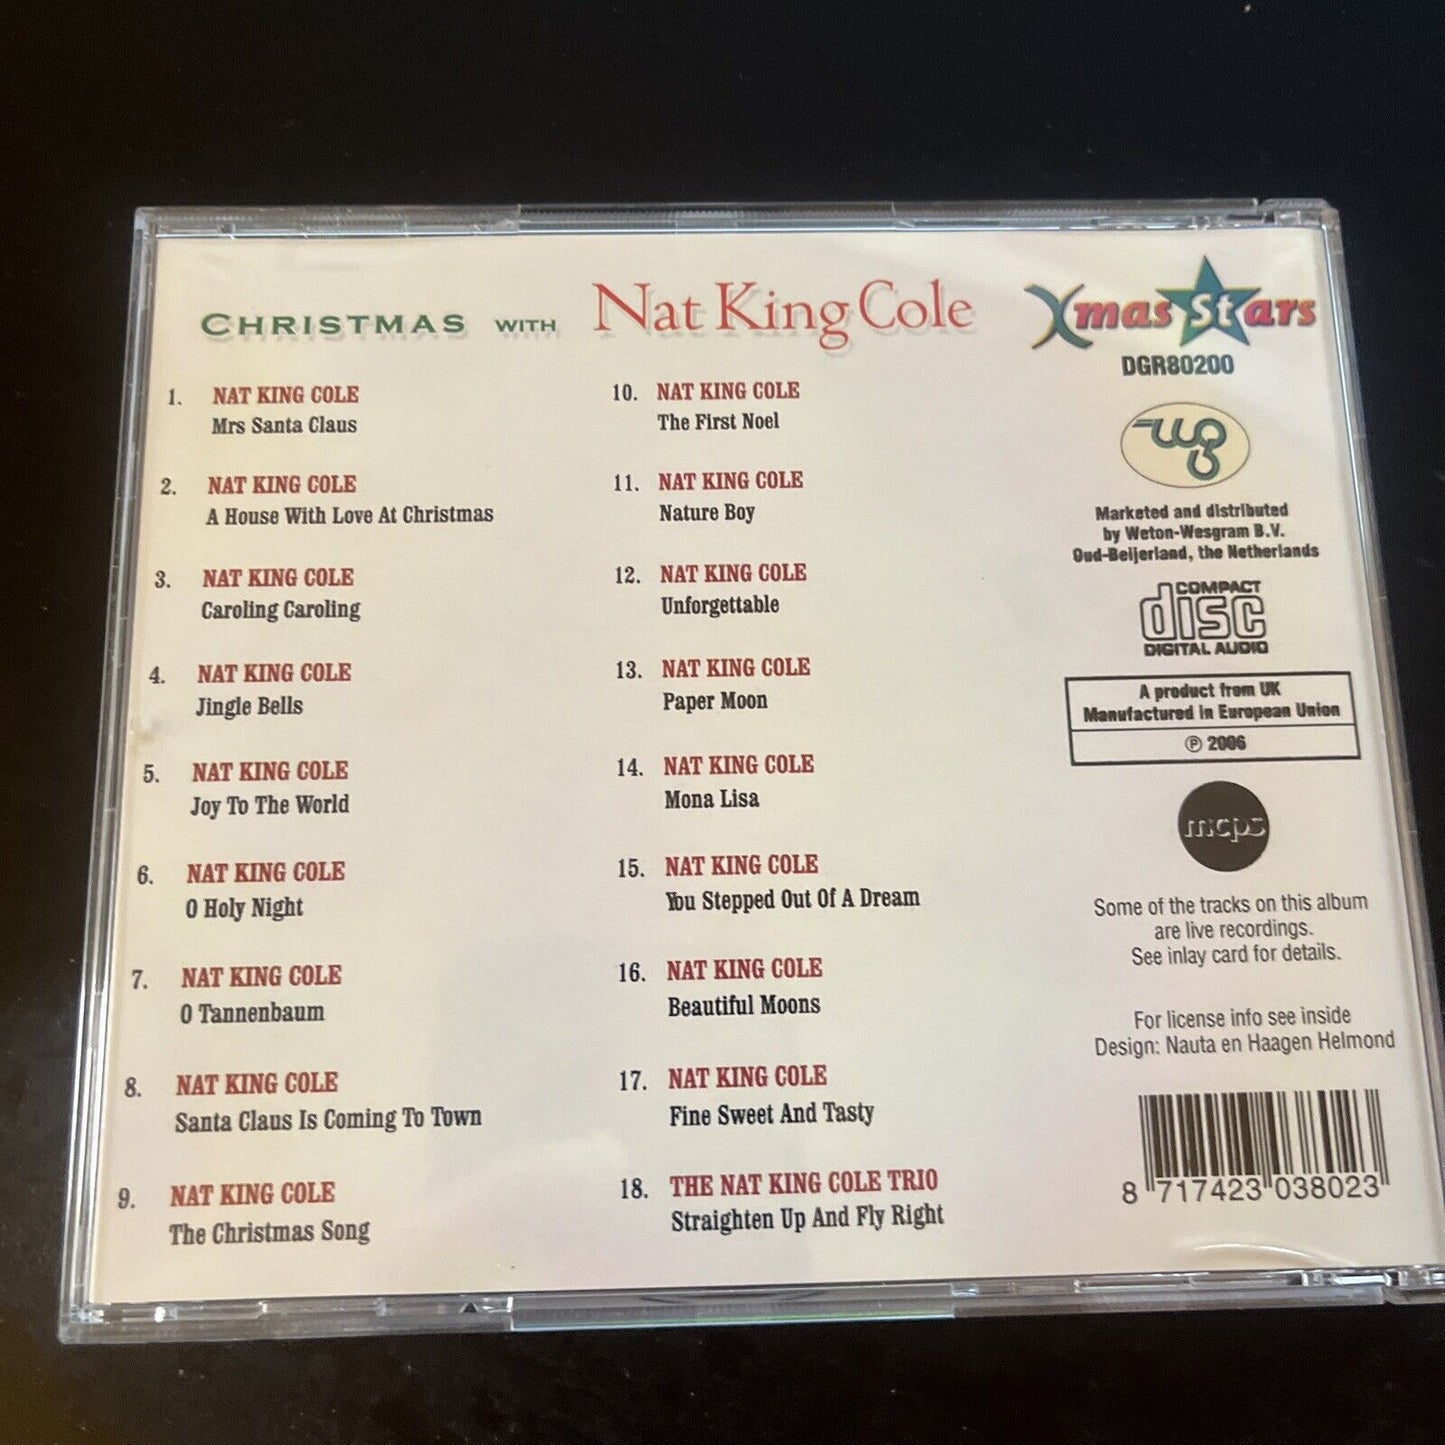 CHRISTMAS WITH Nat King Cole
1. NAT KING COLE
Mrs Santa Claus
2. NAT KING COLE
A House With Love At Christmas
3. NAT KING COLE
Caroling Caroling
4. NAT KING COLE
Jingle Bells
5. NAT KING COLE
Joy To The World
6. NAT KING COLE
O Holy Night
7. NAT KING COLE
O Tannenbaum
8. NAT KING COLE
Santa Claus Is Coming To Town
9. NAT KING COLE
The Christmas Song
10. NAT KING COLE
The First Noel
11. NAT KING COLE
Nature Boy
12. NAT KING COLE
Unforgettable
13. NAT KING COLE
Paper Moon
14. NAT KING COLE
Mona Lisa
15. NAT KING COLE
You Stepped Out Of A Dream
16. NAT KING COLE
Beautiful Moons
17. NAT KING COLE
Fine Sweet And Tasty
18. THE NAT KING COLE TRIO
Straighten Up And Fly Right
Xmas Stars
DGR80200
Marketed and distributed
by Weton-Wesgram B.V.
Oud-Beijerland, the Netherlands
COMPACT
disc
DIGITAL AUDIO
A product from UK
Manufactured in European Union
℗ 2006
mcps
Some of the tracks on this album
are live recordings.
See inlay card for details.
For license info see inside
Design: Nauta en Haagen Helmond
8 717423 038023